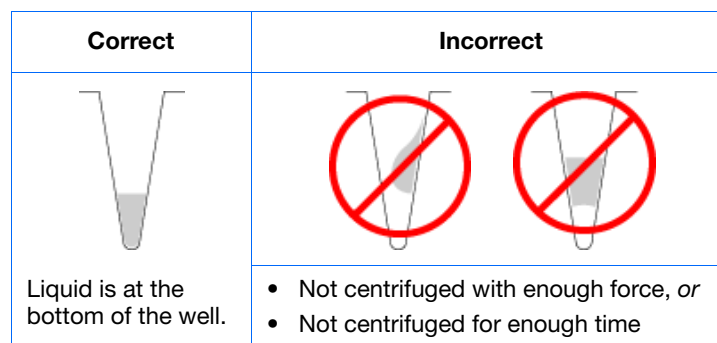 Correct
Incorrect
Liquid is at the
bottom of the well.
• Not centrifuged with enough force, or
• Not centrifuged for enough time